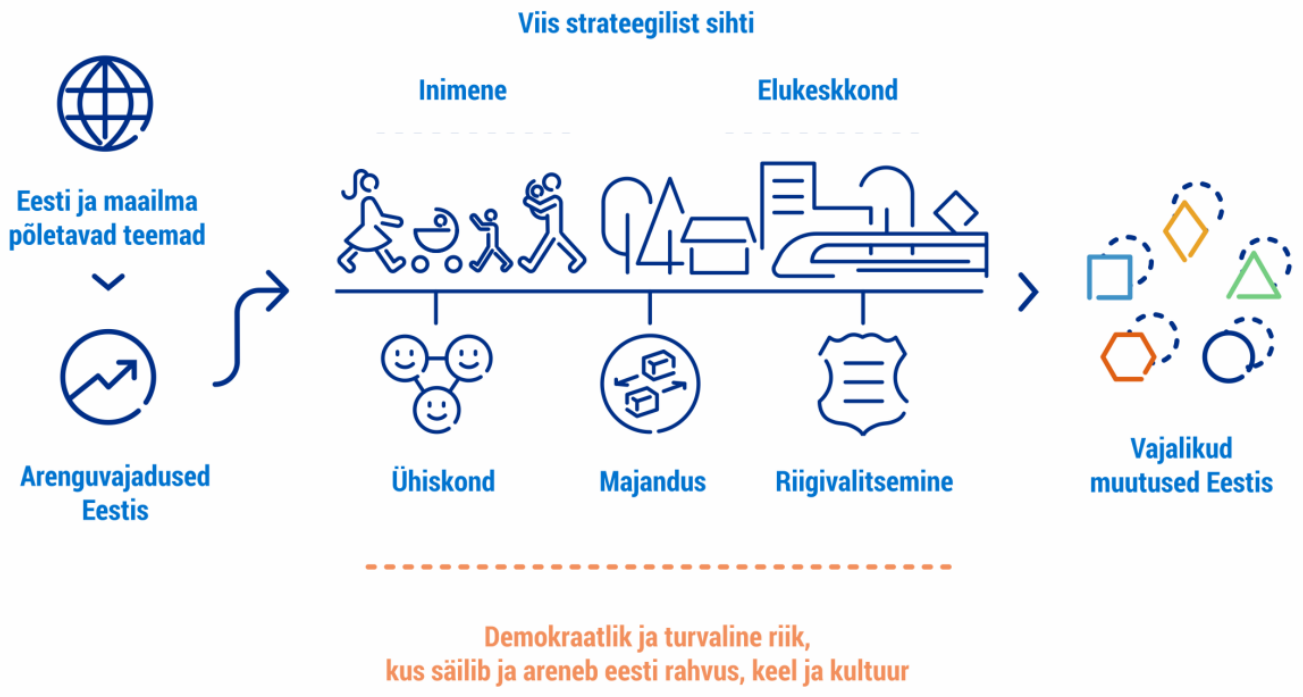 Viis strateegilist sihti
Inimene
Elukeskkond
Eesti ja maailma
põletavad teemad
Arenguvajadused
Eestis
Ühiskond
Majandus
Riigivalitsemine
Vajalikud
muutused Eestis
Demokraatlik ja turvaline riik,
kus säilib ja areneb eesti rahvus, keel ja kultuur